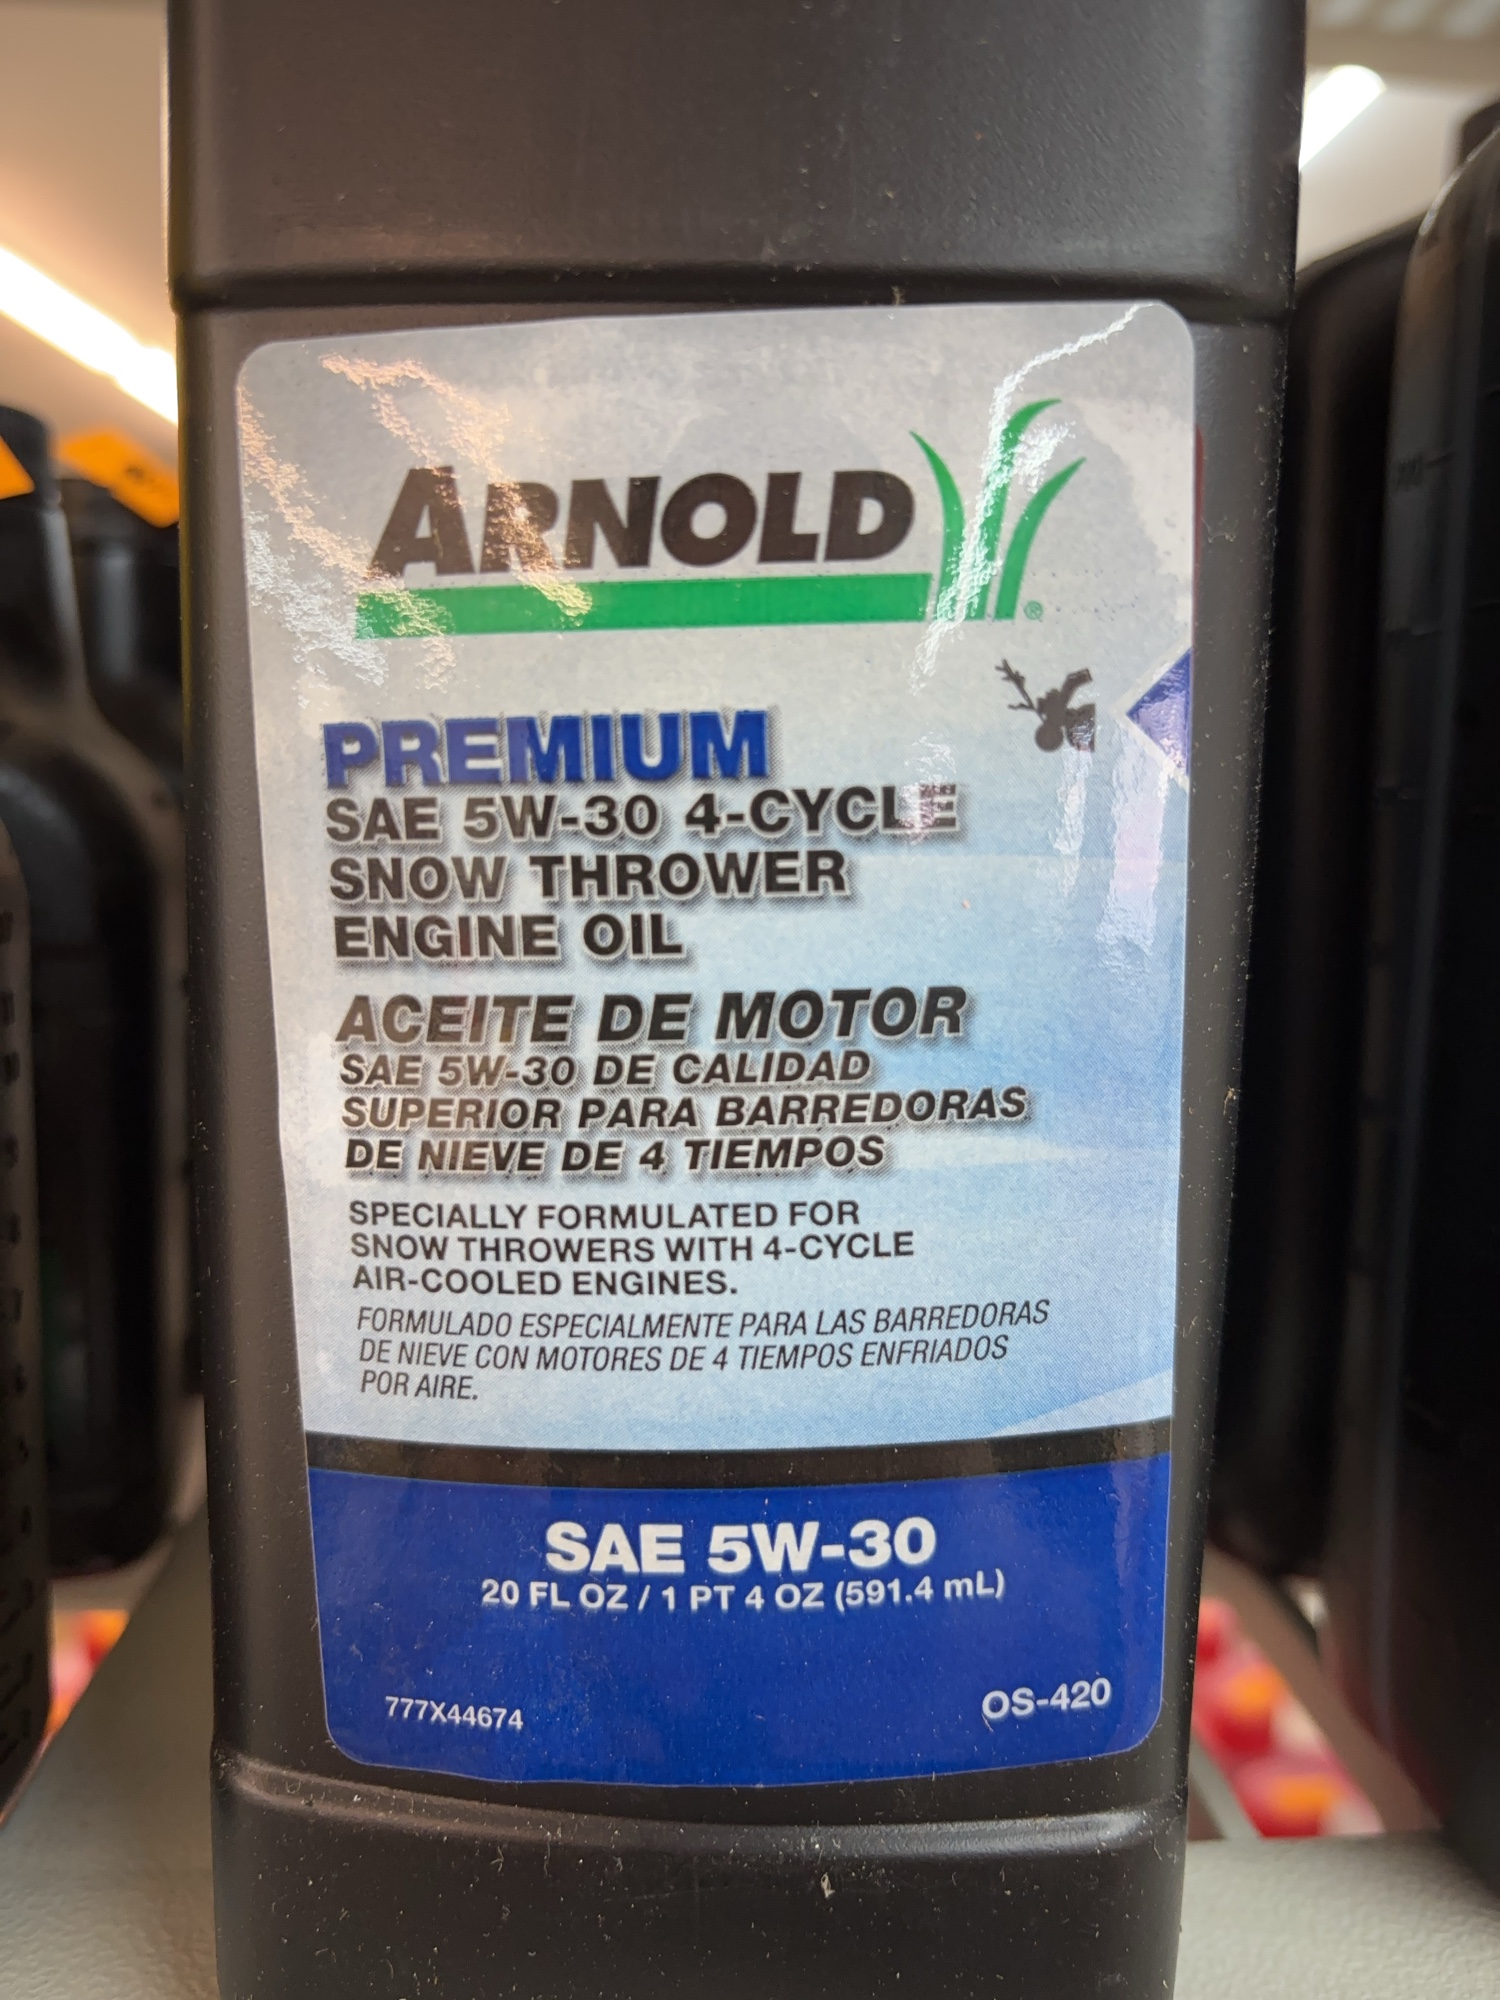 ARNOLD
®
PREMIUM
SAE 5W-30 4-CYCLE
SNOW THROWER
ENGINE OIL
ACEITE DE MOTOR
SAE 5W-30 DE CALIDAD
SUPERIOR PARA BARREDORAS
DE NIEVE DE 4 TIEMPOS
SPECIALLY FORMULATED FOR
SNOW THROWERS WITH 4-CYCLE
AIR-COOLED ENGINES.
FORMULADO ESPECIALMENTE PARA LAS BARREDORAS
DE NIEVE CON MOTORES DE 4 TIEMPOS ENFRIADOS
POR AIRE.
SAE 5W-30
20 FL OZ / 1 PT 4 OZ (591.4 mL)
777X44674
OS-420